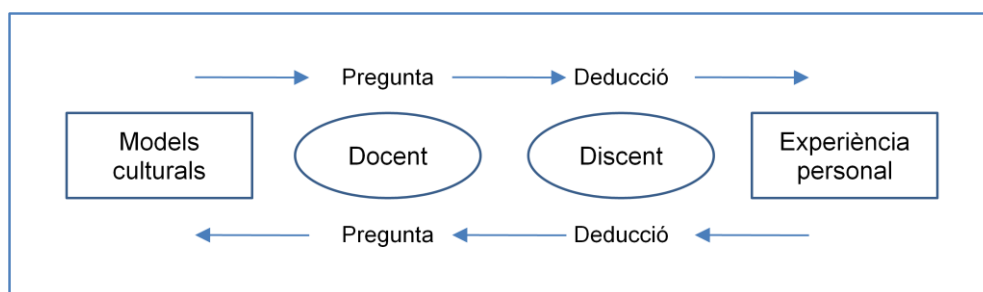 Pregunta Deducció
Models
culturals
Docent
Discent
Experiència
personal
Pregunta Deducció